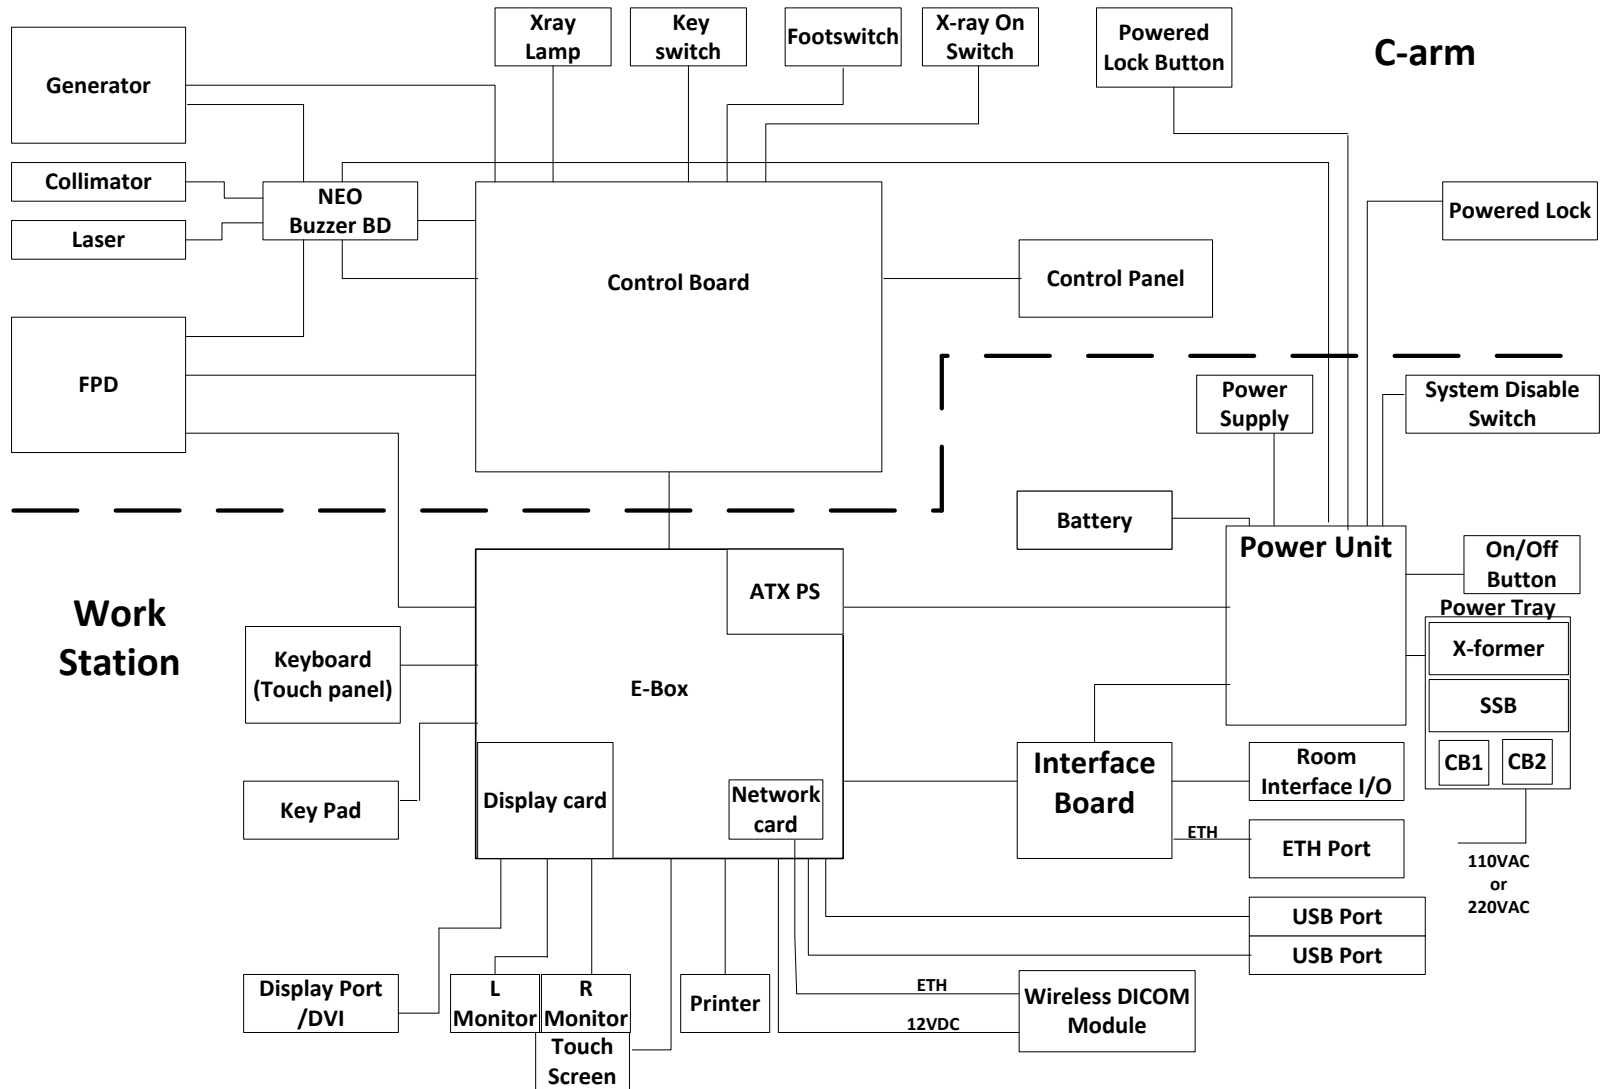 Generator
Xray
Lamp
Key
switch
Footswitch
X-ray On
Switch
Powered
Lock Button
C-arm
Collimator
NEO
Buzzer BD
Laser
Powered Lock
Control Board
Control Panel
FPD
Power
Supply
System Disable
Switch
Battery
Power Unit
On/Off
Button
Work
Station
ATX PS
Power Tray
X-former
Keyboard
(Touch panel)
E-Box
SSB
CB1
CB2
Key Pad
Display card
Network
card
Interface
Board
Room
Interface I/O
ETH
ETH Port
110VAC
or
220VAC
USB Port
USB Port
Display Port
/DVI
L
Monitor
R
Monitor
Touch
Screen
Printer
ETH
12VDC
Wireless DICOM
Module